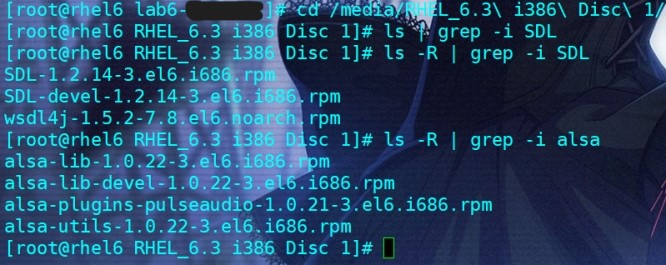 [root@rhel6 lab6- ]# cd /media/RHEL_6.3\ i386\ Disc\ 1/
[root@rhel6 RHEL_6.3 i386 Disc 1]# ls | grep -i SDL
[root@rhel6 RHEL_6.3 i386 Disc 1]# ls -R | grep -i SDL
SDL-1.2.14-3.el6.i686.rpm
SDL-devel-1.2.14-3.el6.i686.rpm
wsdl4j-1.5.2-7.8.el6.noarch.rpm
[root@rhel6 RHEL_6.3 i386 Disc 1]# ls -R | grep -i alsa
alsa-lib-1.0.22-3.el6.i686.rpm
alsa-lib-devel-1.0.22-3.el6.i686.rpm
alsa-plugins-pulseaudio-1.0.21-3.el6.i686.rpm
alsa-utils-1.0.22-3.el6.i686.rpm
[root@rhel6 RHEL_6.3 i386 Disc 1]#